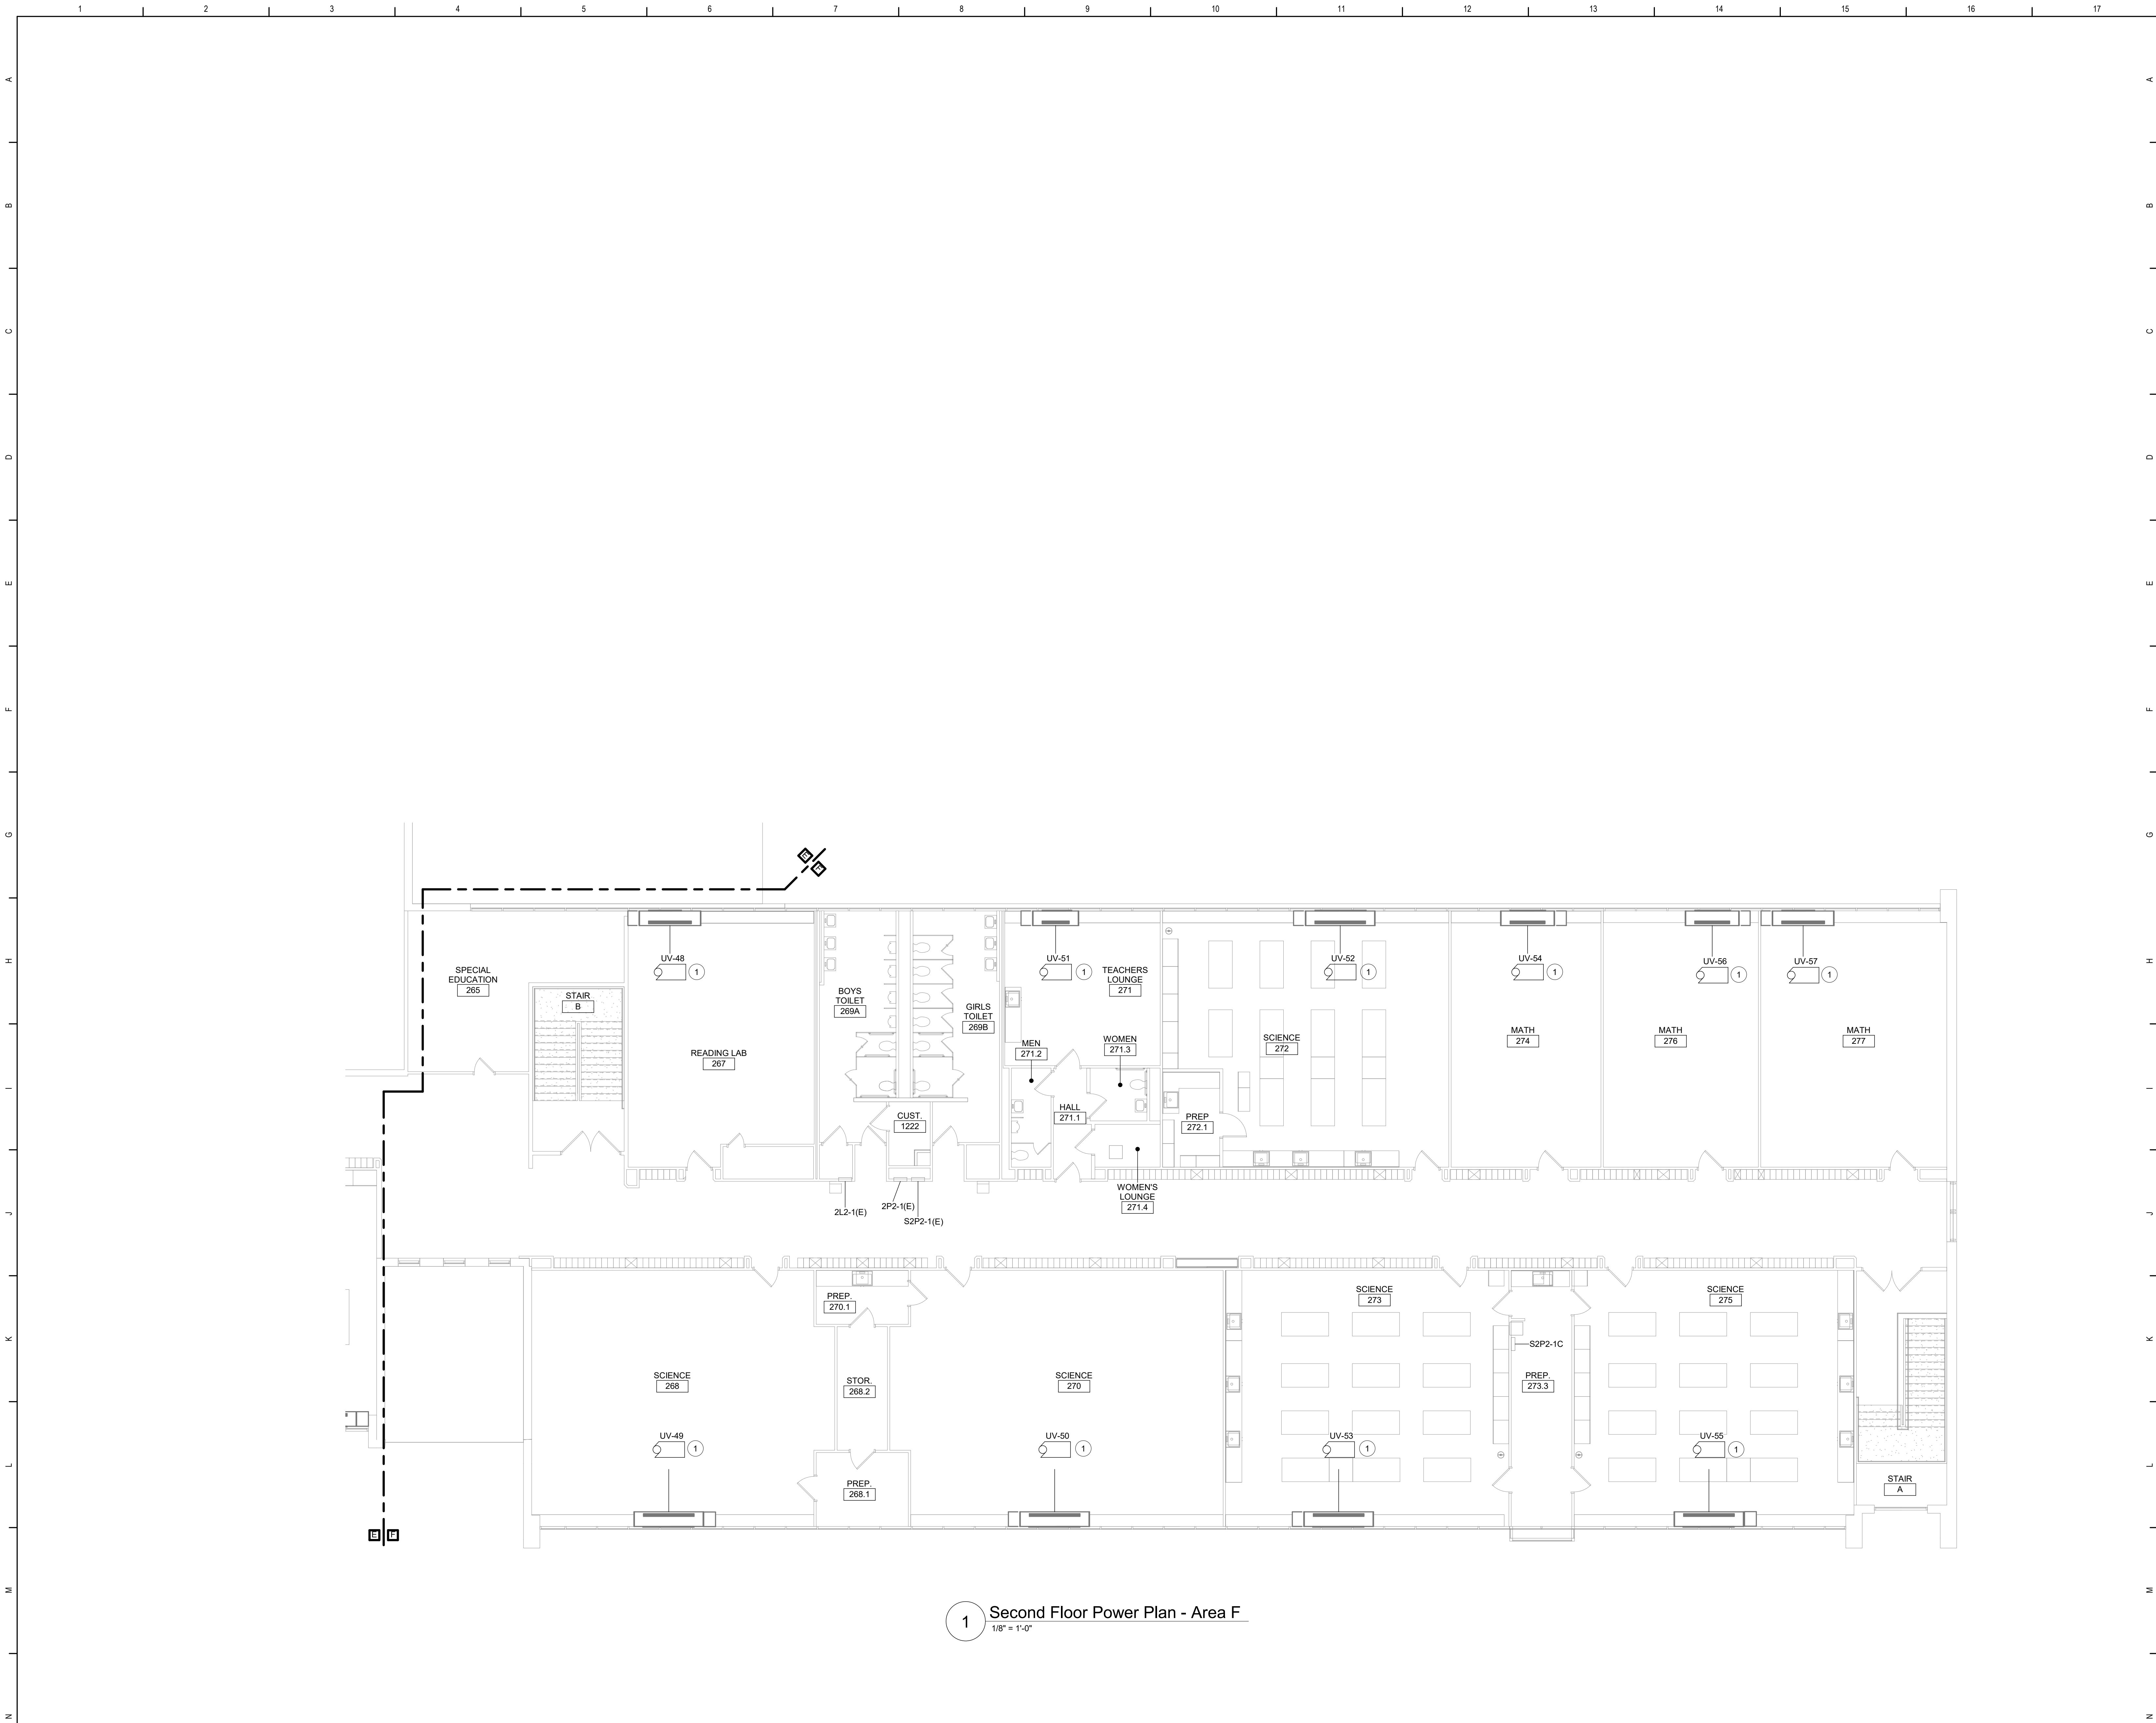 1 2 3 4 5 6 7 8 9 10 11 12 13 14 15 16 17
A A
B B
C C
D D
E E
F F
G G
E
F
H H
UV-48
1
UV-51
1
UV-52
1
UV-54
1
UV-56
1
UV-57
1
SPECIAL
EDUCATION
265
STAIR
B
BOYS
TOILET
269A
GIRLS
TOILET
269B
TEACHERS
LOUNGE
271
READING LAB
267
MEN
271.2
WOMEN
271.3
SCIENCE
272
MATH
274
MATH
276
MATH
277
I I
CUST.
1222
HALL
271.1
PREP
272.1
WOMEN'S
LOUNGE
271.4
J J
2L2-1(E)
2P2-1(E)
S2P2-1(E)
PREP.
270.1
SCIENCE
273
SCIENCE
275
K K
S2P2-1C
SCIENCE
268
STOR.
268.2
SCIENCE
270
PREP.
273.3
UV-49
1
UV-50
1
UV-53
1
UV-55
1
L L
PREP.
268.1
STAIR
A
E F
M M
1 Second Floor Power Plan - Area F
1/8" = 1'-0"
N N